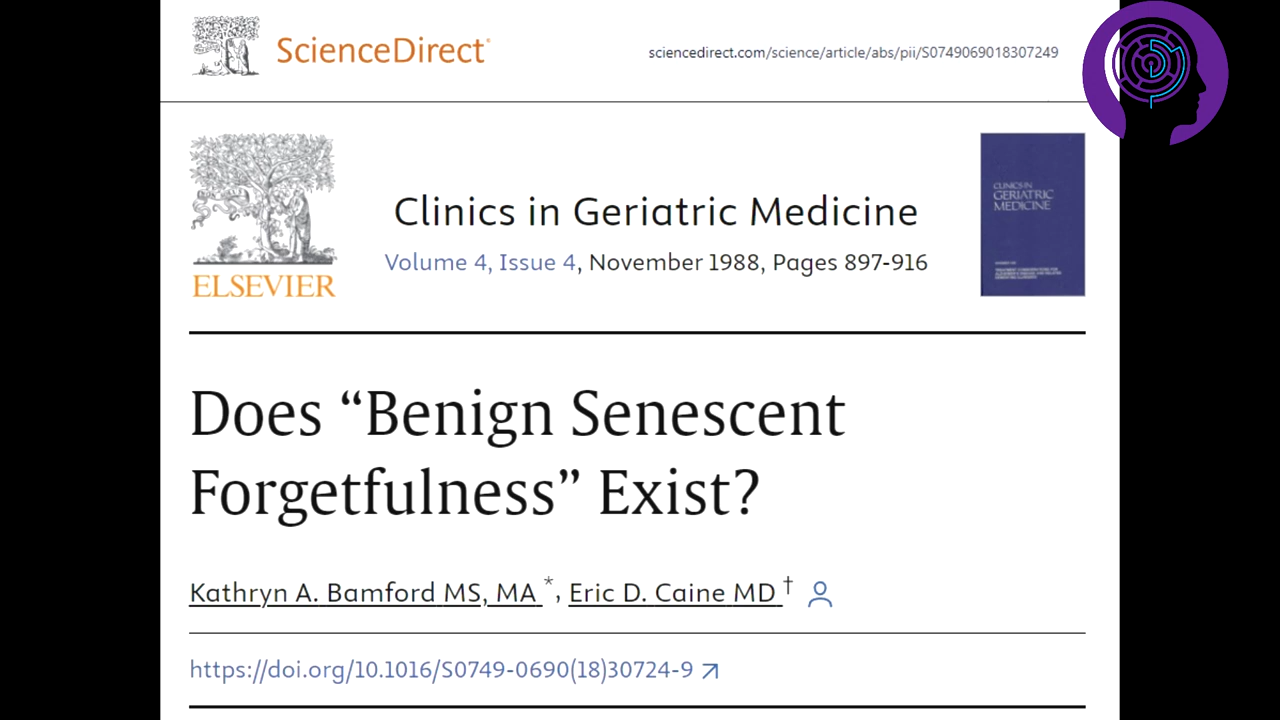 ScienceDirect
sciencedirect.com/science/article/abs/pii/S0749069018307249
CLINICS IN
GERIATRIC
MEDICINE
Clinics in Geriatric Medicine
Volume 4, Issue 4, November 1988, Pages 897-916
ELSEVIER
Does “Benign Senescent
Forgetfulness” Exist?
Kathryn A. Bamford MS, MA *, Eric D. Caine MD †
https://doi.org/10.1016/S0749-0690(18)30724-9